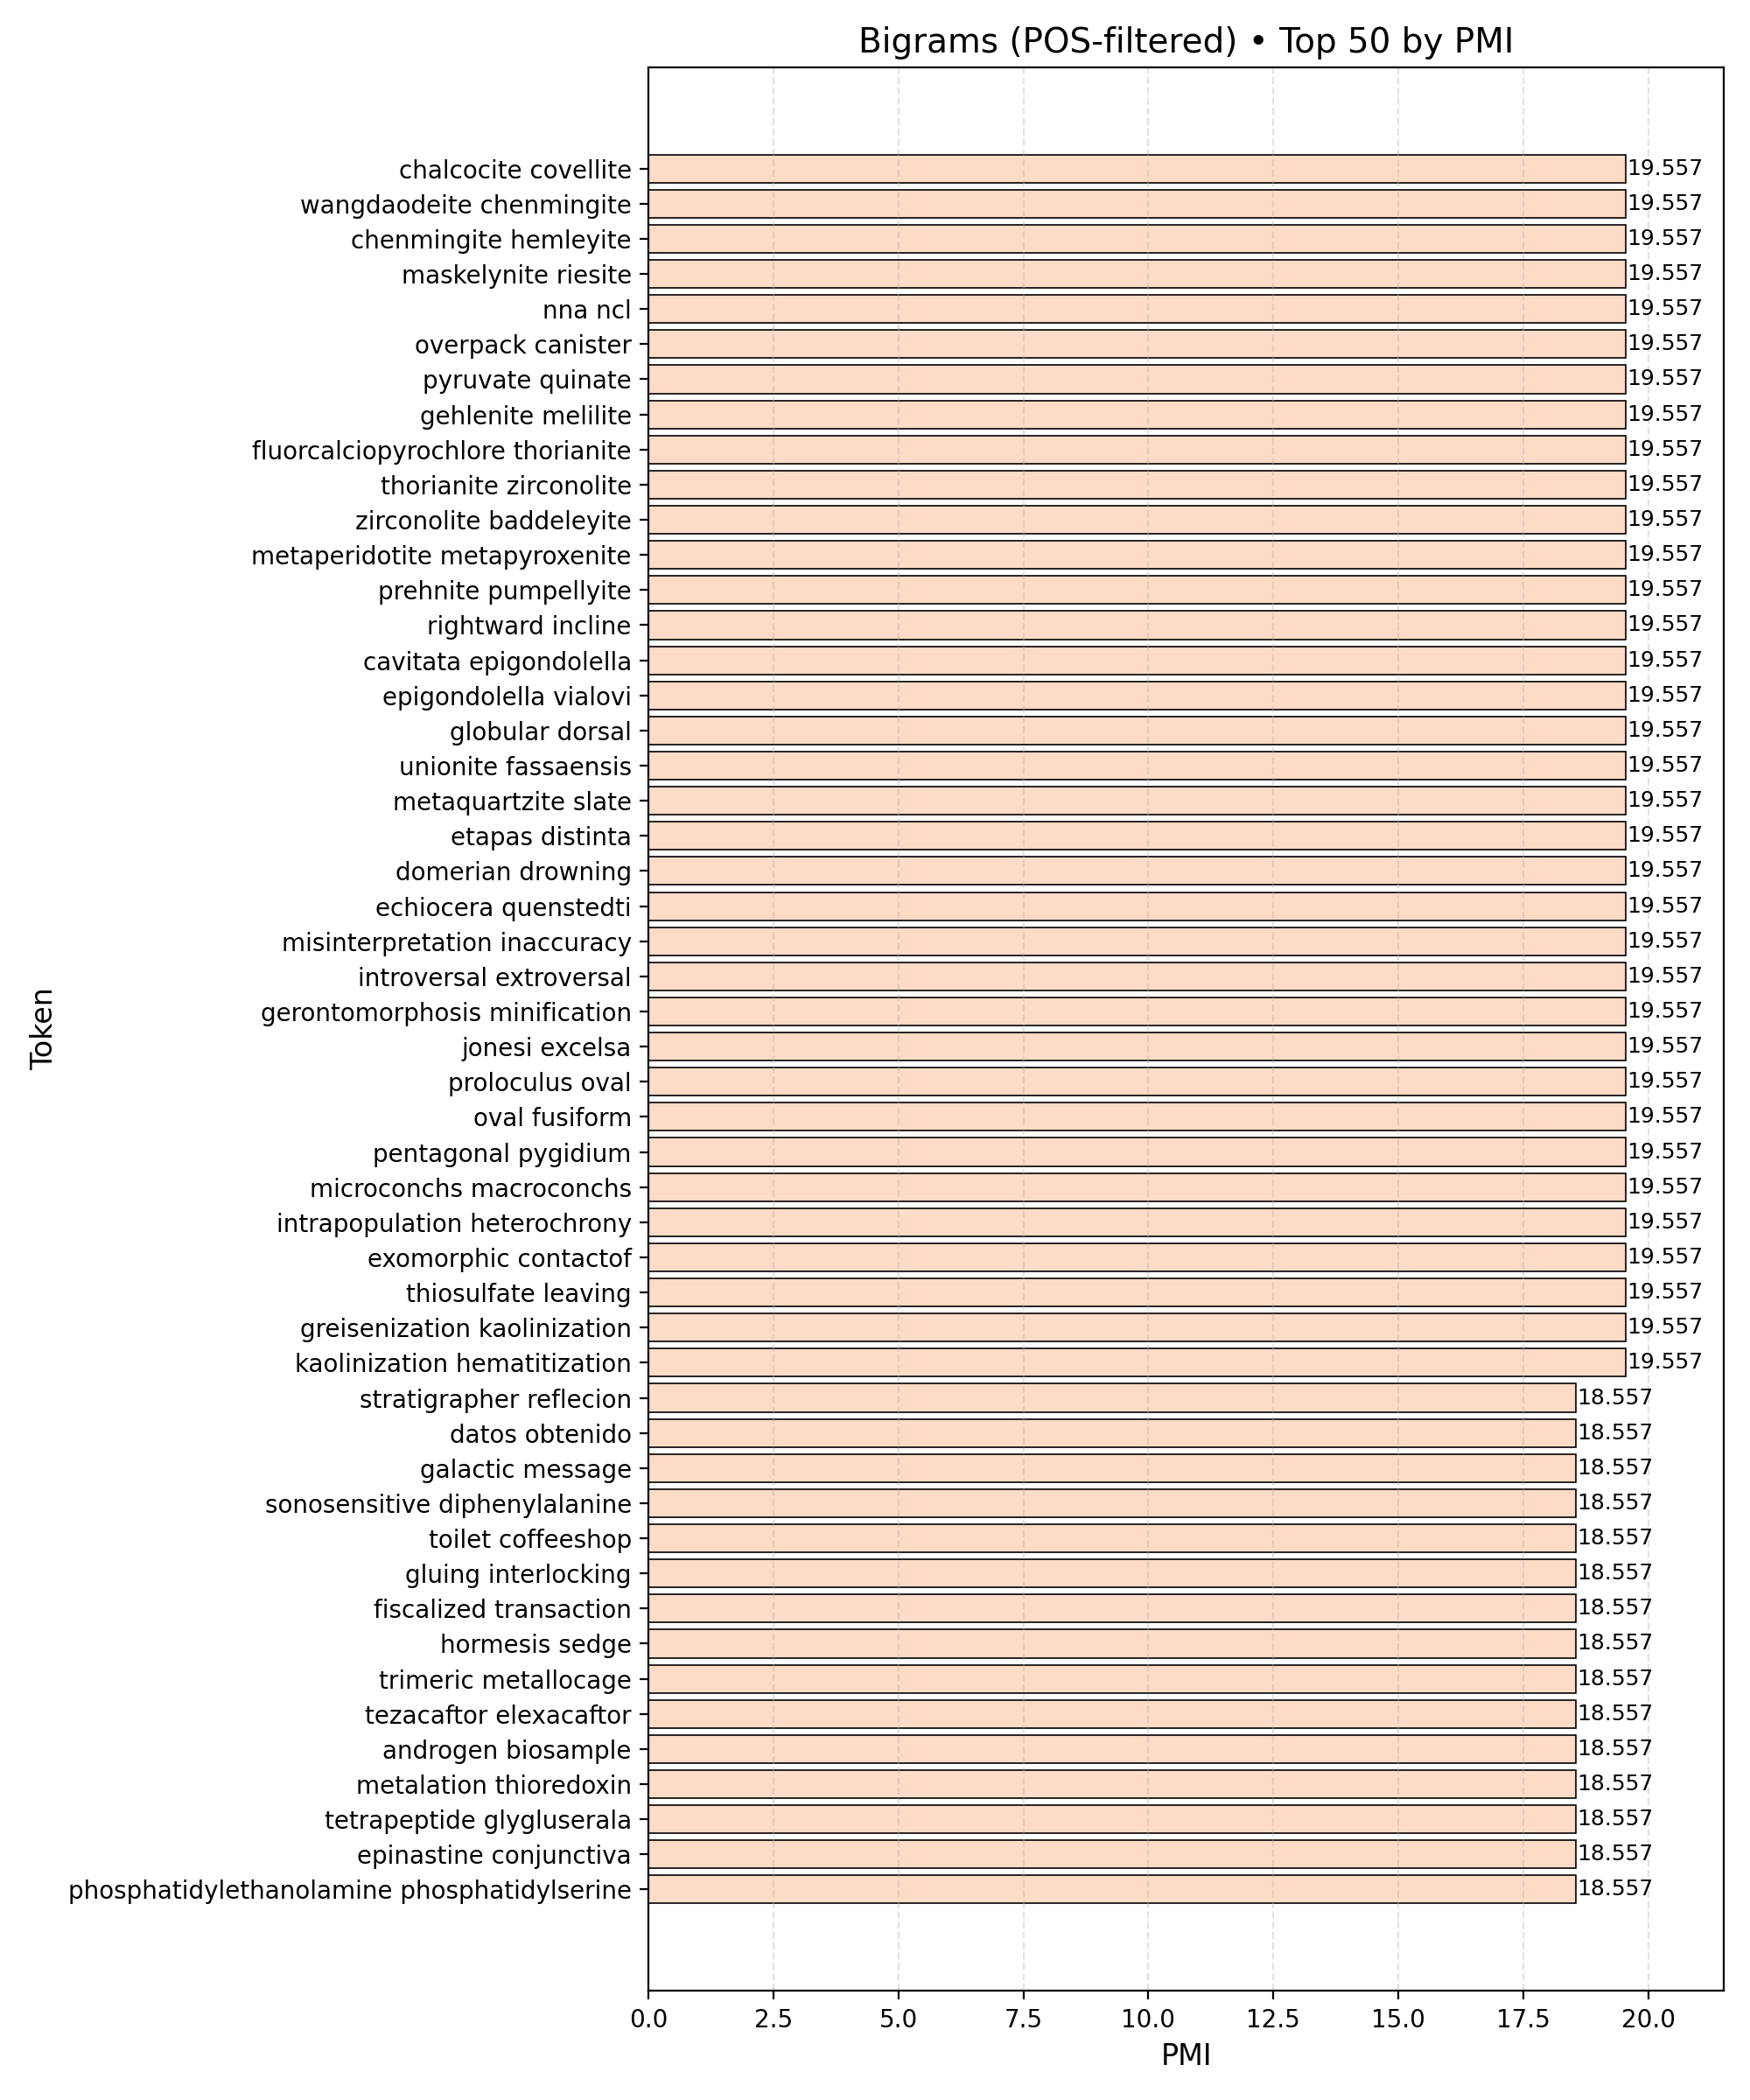 Bigrams (POS-filtered) • Top 50 by PMI
chalcocite covellite 19.557
wangdaodeite chenmingite 19.557
chenmingite hemleyite 19.557
maskelynite riesite 19.557
nna ncl 19.557
overpack canister 19.557
pyruvate quinate 19.557
gehlenite melilite 19.557
fluorcalciopyrochlore thorianite 19.557
thorianite zirconolite 19.557
zirconolite baddeleyite 19.557
metaperidotite metapyroxenite 19.557
prehnite pumpellyite 19.557
rightward incline 19.557
cavitata epigondolella 19.557
epigondolella vialovi 19.557
globular dorsal 19.557
unionite fassaensis 19.557
metaquartzite slate 19.557
etapas distinta 19.557
domerian drowning 19.557
echiocera quenstedti 19.557
misinterpretation inaccuracy 19.557
introversal extroversal 19.557
gerontomorphosis minification 19.557
jonesi excelsa 19.557
proloculus oval 19.557
oval fusiform 19.557
pentagonal pygidium 19.557
microconchs macroconchs 19.557
intrapopulation heterochrony 19.557
exomorphic contactof 19.557
thiosulfate leaving 19.557
greisenization kaolinization 19.557
kaolinization hematitization 19.557
stratigrapher reflecion 18.557
datos obtenido 18.557
galactic message 18.557
sonosensitive diphenylalanine 18.557
toilet coffeeshop 18.557
gluing interlocking 18.557
fiscalized transaction 18.557
hormesis sedge 18.557
trimeric metallocage 18.557
tezacaftor elexacaftor 18.557
androgen biosample 18.557
metalation thioredoxin 18.557
tetrapeptide glygluserala 18.557
epinastine conjunctiva 18.557
phosphatidylethanolamine phosphatidylserine 18.557
0.0 2.5 5.0 7.5 10.0 12.5 15.0 17.5 20.0
PMI
Token